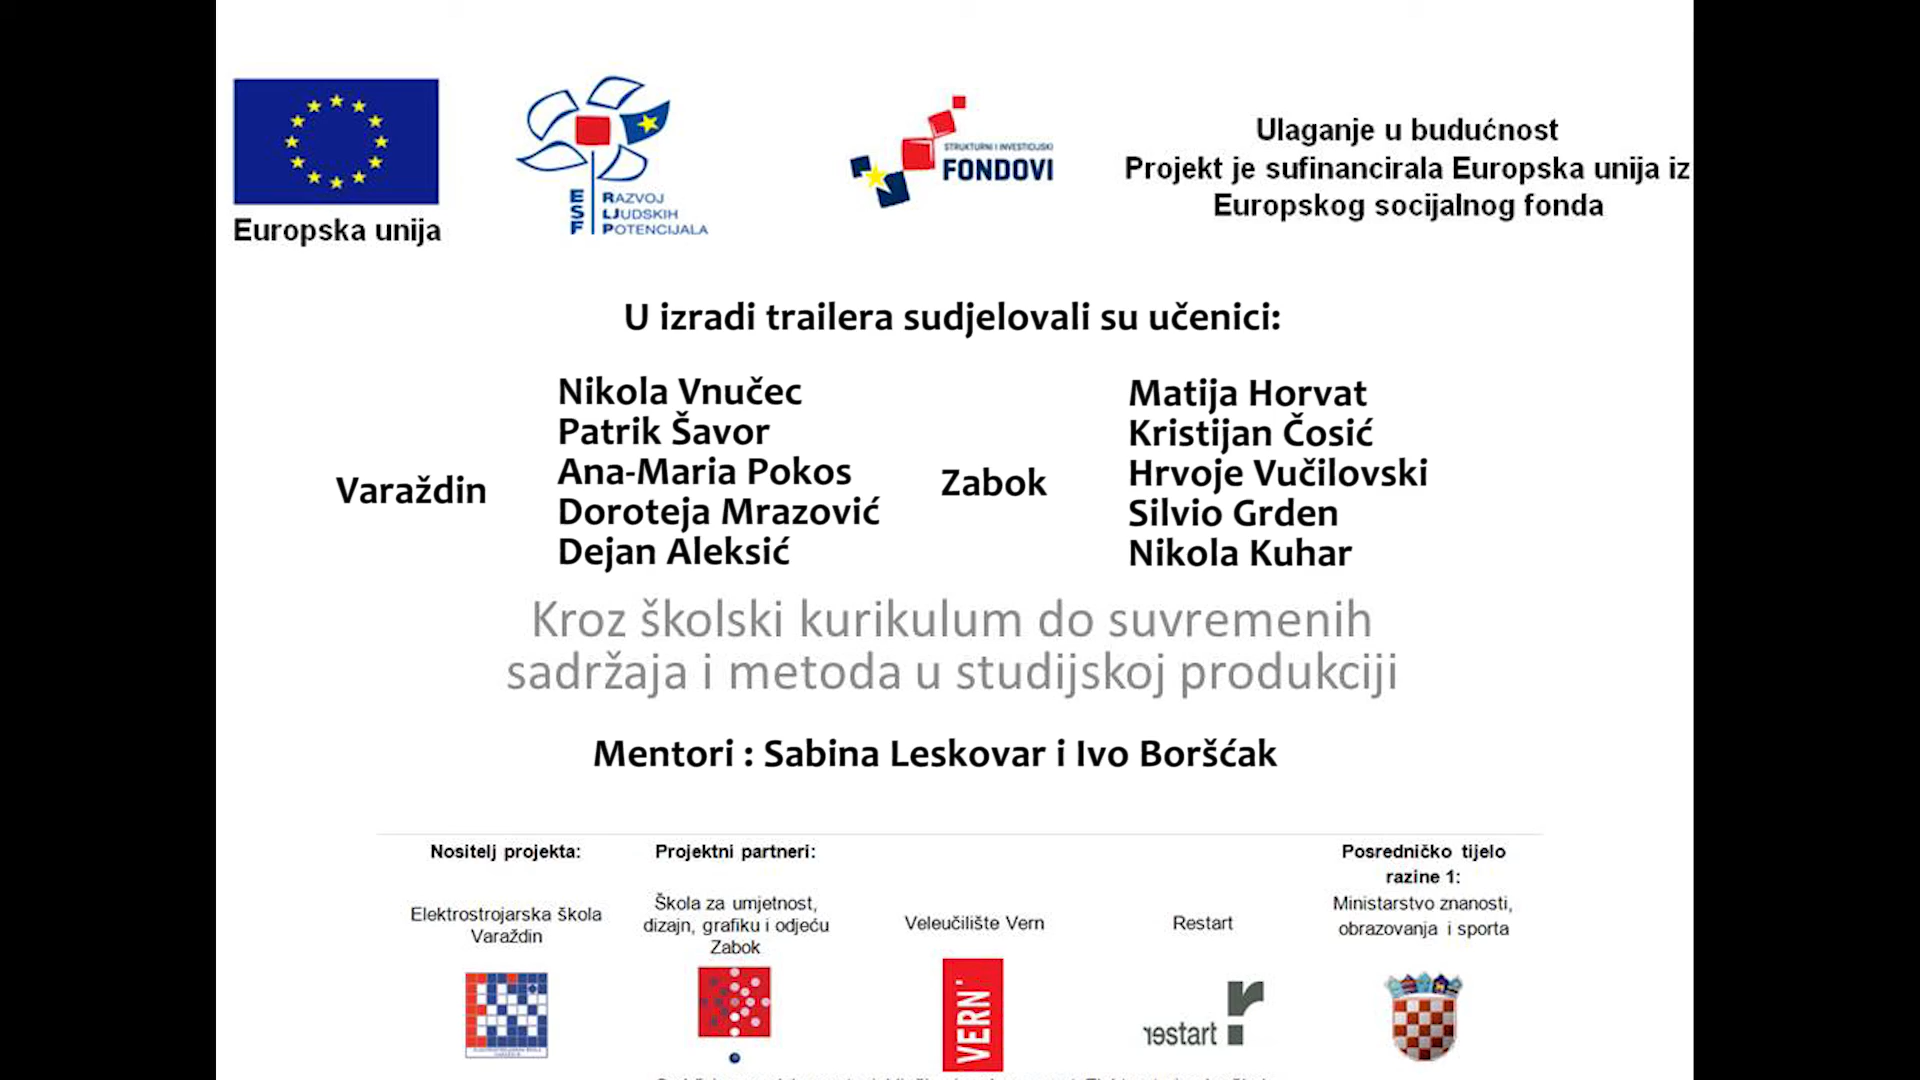 Europska unija
ESF
RAZVOJ
LJUDSKIH
POTENCIJALA
STRUKTURNI I INVESTICIJSKI
FONDOVI
Ulaganje u budućnost
Projekt je sufinancirala Europska unija iz
Europskog socijalnog fonda
U izradi trailera sudjelovali su učenici:
Varaždin
Nikola Vnučec
Patrik Šavor
Ana-Maria Pokos
Doroteja Mrazović
Dejan Aleksić
Zabok
Matija Horvat
Kristijan Čosić
Hrvoje Vučilovski
Silvio Grden
Nikola Kuhar
Kroz školski kurikulum do suvremenih
sadržaja i metoda u studijskoj produkciji
Mentori : Sabina Leskovar i Ivo Boršćak
Nositelj projekta:
Elektrostrojarska škola
Varaždin
Projektni partneri:
Škola za umjetnost,
dizajn, grafiku i odjeću
Zabok
Veleučilište Vern
VERN'
Restart
restart
Posredničko tijelo
razine 1:
Ministarstvo znanosti,
obrazovanja i sporta